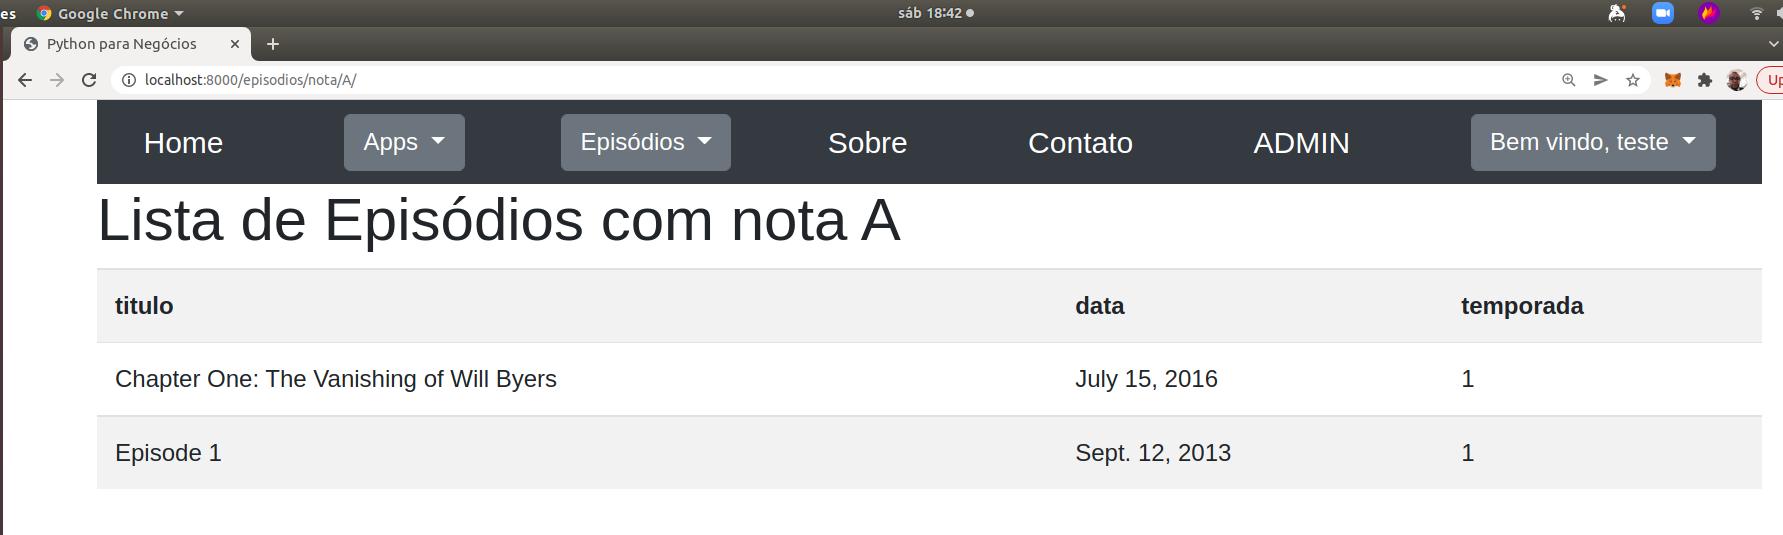 es Google Chrome sáb 18:42
Python para Negócios
localhost:8000/episodios/nota/A/ Up
Home Apps Episódios Sobre Contato ADMIN Bem vindo, teste
Lista de Episódios com nota A
titulo data temporada
Chapter One: The Vanishing of Will Byers July 15, 2016 1
Episode 1 Sept. 12, 2013 1